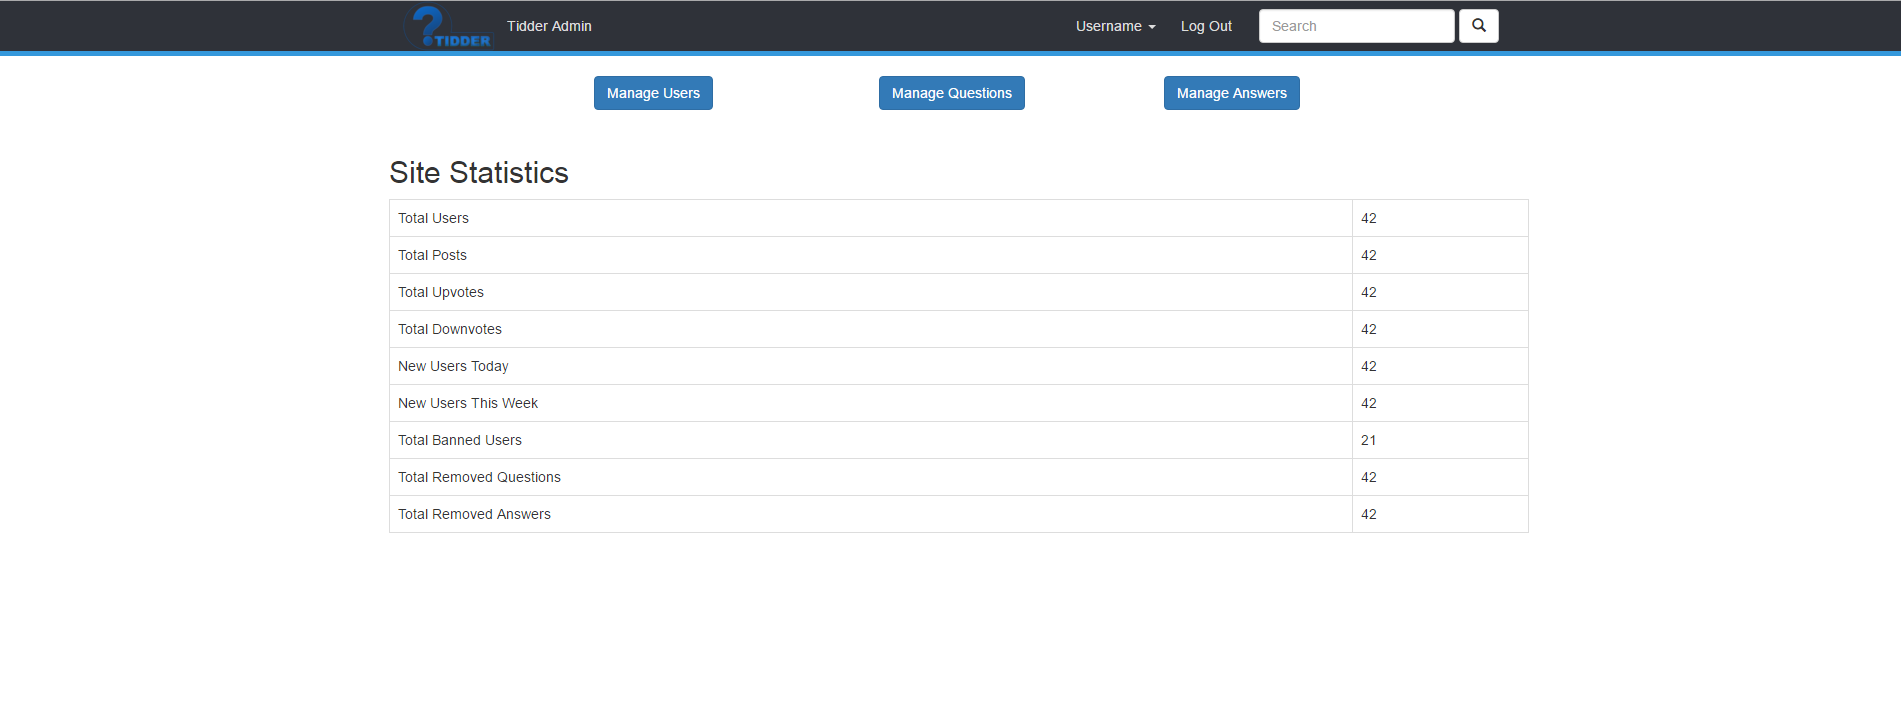 ?TIDDER Tidder Admin Username Log Out Search
Manage Users Manage Questions Manage Answers
Site Statistics
Total Users 42
Total Posts 42
Total Upvotes 42
Total Downvotes 42
New Users Today 42
New Users This Week 42
Total Banned Users 21
Total Removed Questions 42
Total Removed Answers 42